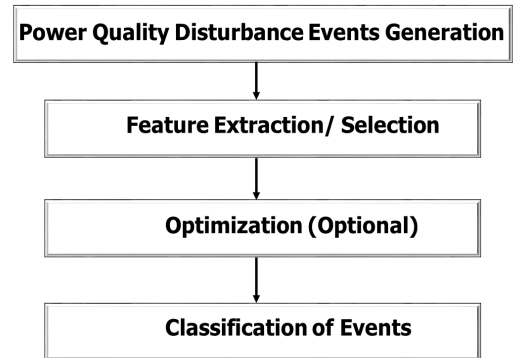 Power Quality Disturbance Events Generation
Feature Extraction/ Selection
Optimization (Optional)
Classification of Events